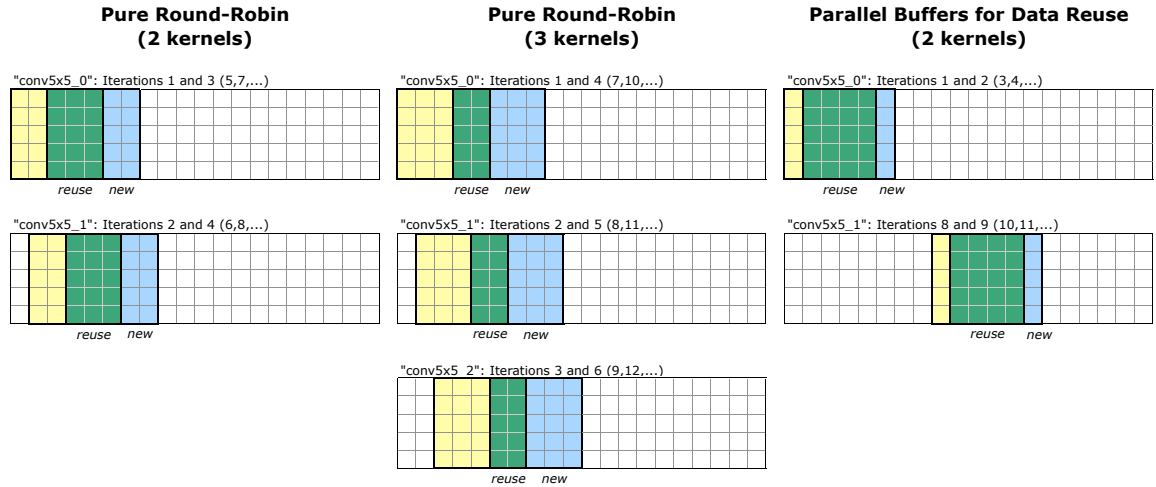 Pure Round-Robin
(2 kernels)
"conv5x5_0": Iterations 1 and 3 (5,7,...)
reuse new
"conv5x5_1": Iterations 2 and 4 (6,8,...)
reuse new
Pure Round-Robin
(3 kernels)
"conv5x5_0": Iterations 1 and 4 (7,10,...)
reuse new
"conv5x5_1": Iterations 2 and 5 (8,11,...)
reuse new
"conv5x5_2": Iterations 3 and 6 (9,12,...)
reuse new
Parallel Buffers for Data Reuse
(2 kernels)
"conv5x5_0": Iterations 1 and 2 (3,4,...)
reuse new
"conv5x5_1": Iterations 8 and 9 (10,11,...)
reuse new